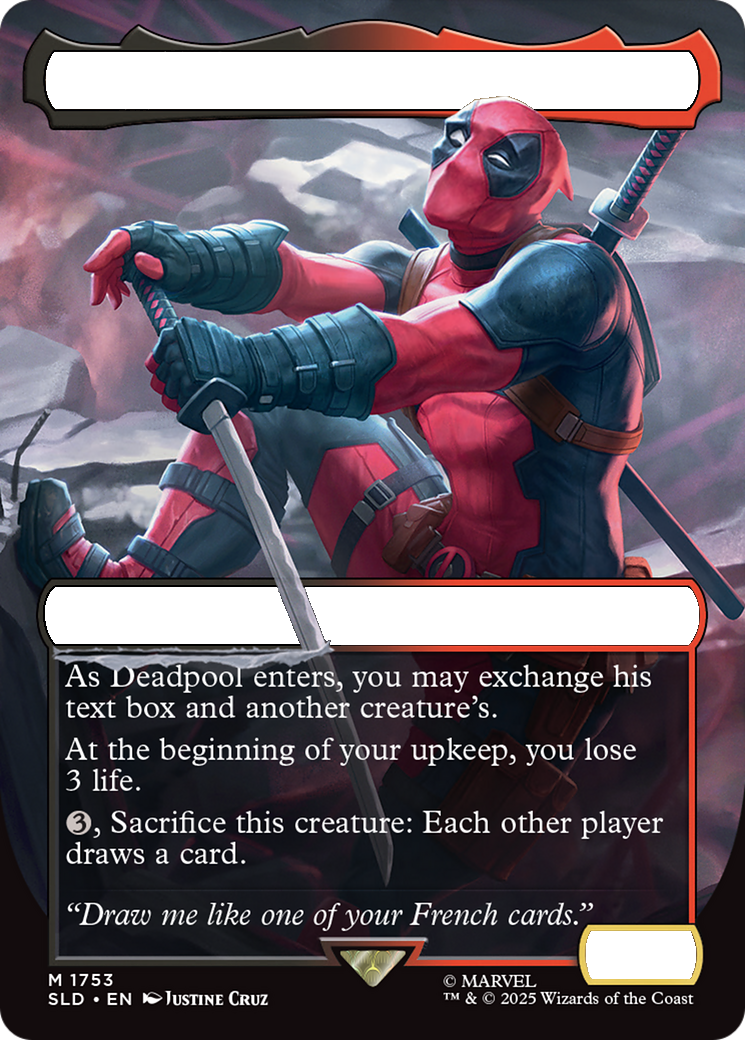 As Deadpool enters, you may exchange his
text box and another creature’s.
At the beginning of your upkeep, you lose
3 life.
3, Sacrifice this creature: Each other player
draws a card.
“Draw me like one of your French cards.”
M 1753
SLD • EN Justine Cruz
© MARVEL
™ & © 2025 Wizards of the Coast